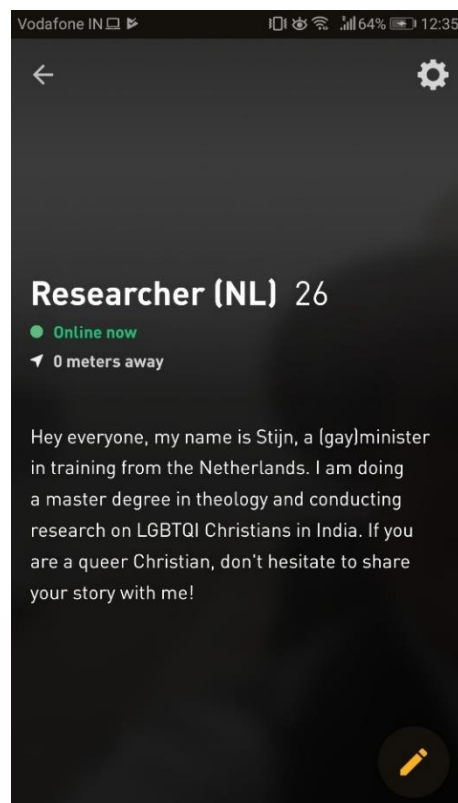 Vodafone IN 64% 12:35
Researcher (NL) 26
Online now
0 meters away
Hey everyone, my name is Stijn, a (gay)minister
in training from the Netherlands. I am doing
a master degree in theology and conducting
research on LGBTQI Christians in India. If you
are a queer Christian, don't hesitate to share
your story with me!